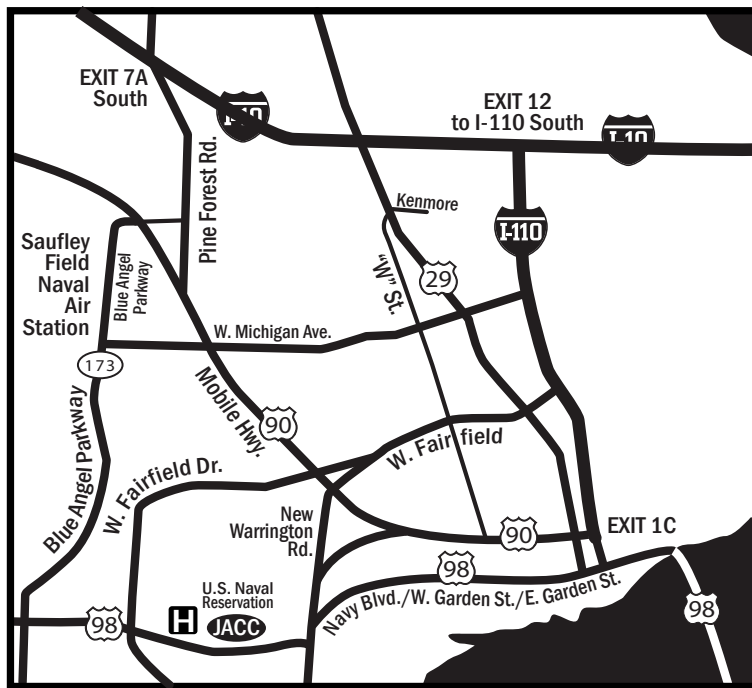 EXIT 7A
South
I-10
EXIT 12
to I-110 South
I-10
Pine Forest Rd.
Kenmore
I-110
Saufley
Field
Naval
Air
Station
Blue Angel
Parkway
"W" St.
29
W. Michigan Ave.
173
Mobile Hwy.
90
Blue Angel Parkway
W. Fairfield Dr.
W. Fairfield
New
Warrington
Rd.
90
EXIT 1C
98
U.S. Naval
Reservation
H
JACC
Navy Blvd./W. Garden St./E. Garden St.
98
98